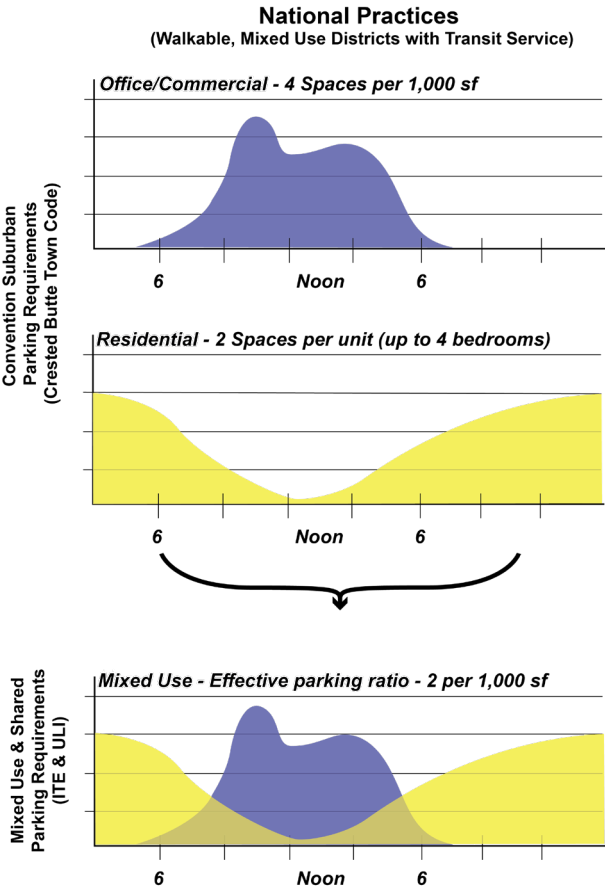 National Practices
(Walkable, Mixed Use Districts with Transit Service)
Convention Suburban
Parking Requirements
(Crested Butte Town Code)
Office/Commercial - 4 Spaces per 1,000 sf
6 Noon 6
Residential - 2 Spaces per unit (up to 4 bedrooms)
6 Noon 6
Mixed Use & Shared
Parking Requirements
(ITE & ULI)
Mixed Use - Effective parking ratio - 2 per 1,000 sf
6 Noon 6